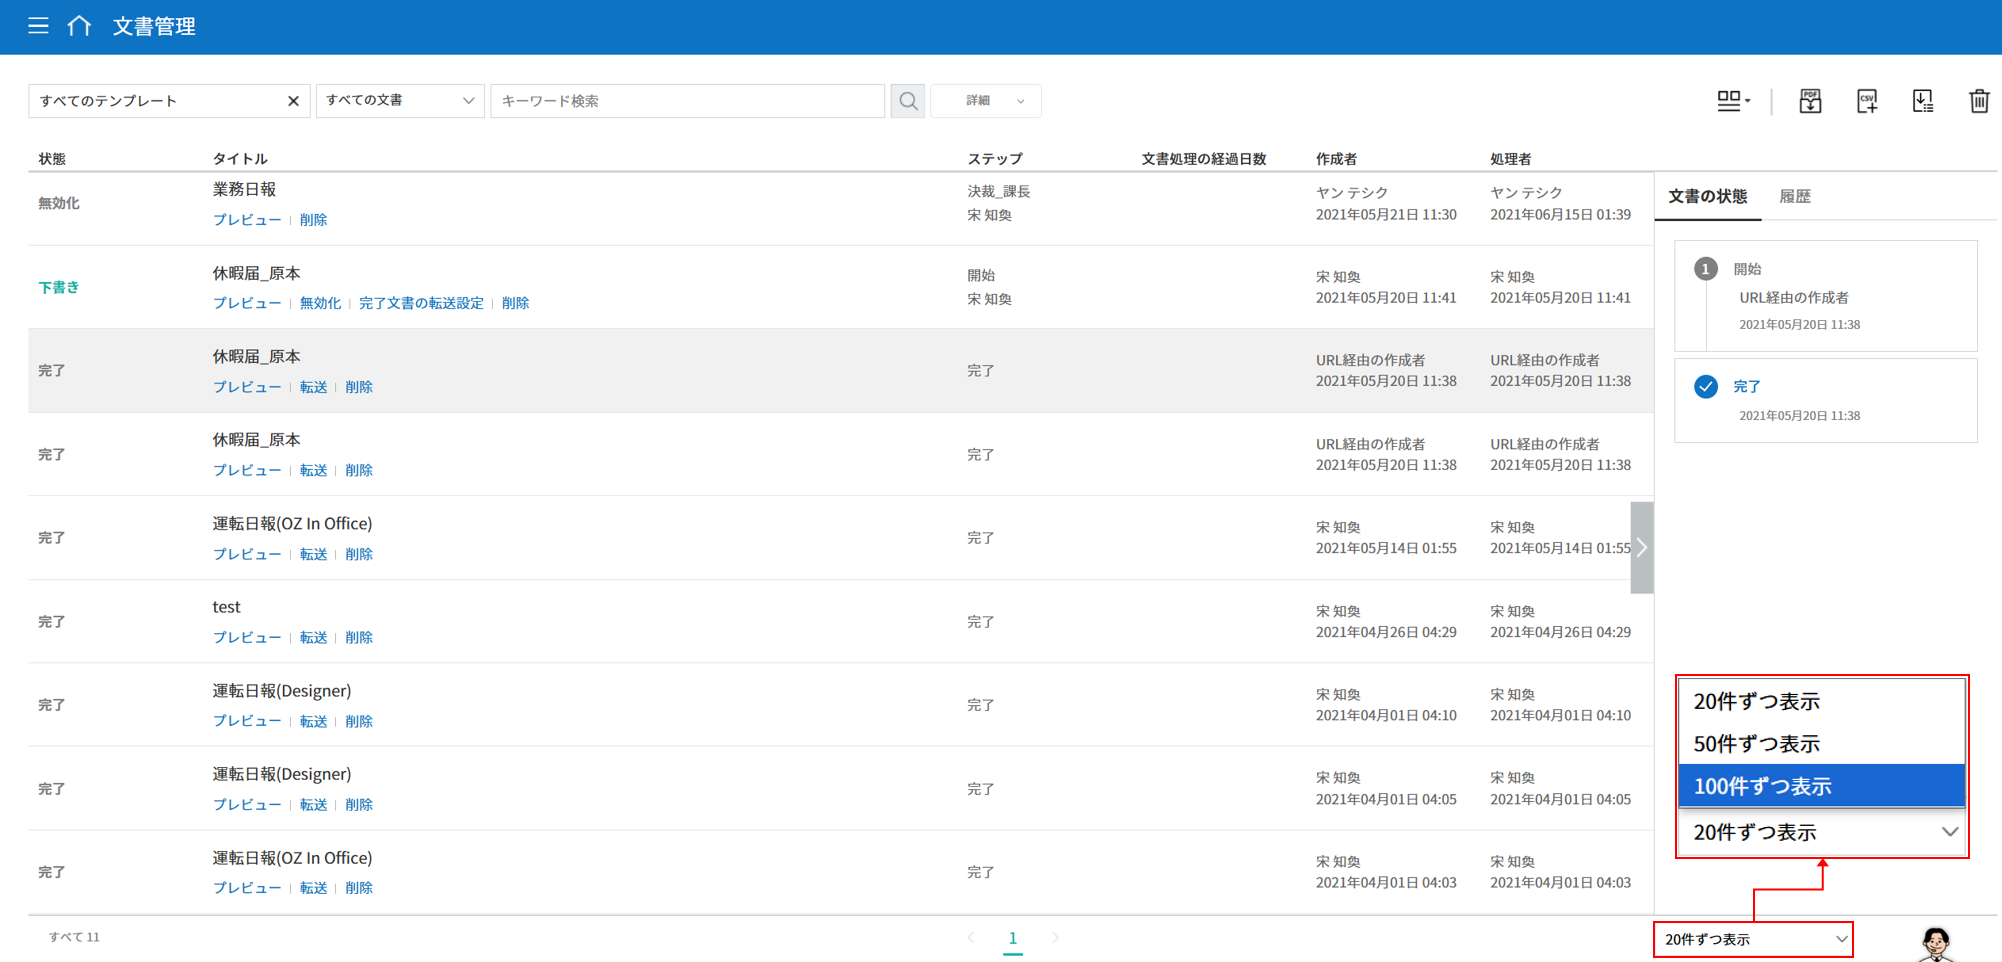 文書管理
すべてのテンプレート
すべての文書
キーワード検索
詳細
PDF
CSV
状態 タイトル ステップ 文書処理の経過日数 作成者 処理者
無効化
業務日報
プレビュー 削除
決裁_課長
宋 知奐
ヤン テシク
2021年05月21日 11:30
ヤン テシク
2021年06月15日 01:39
下書き
休暇届_原本
プレビュー 無効化 完了文書の転送設定 削除
開始
宋 知奐
宋 知奐
2021年05月20日 11:41
宋 知奐
2021年05月20日 11:41
完了
休暇届_原本
プレビュー 転送 削除
完了
URL経由の作成者
2021年05月20日 11:38
URL経由の作成者
2021年05月20日 11:38
完了
休暇届_原本
プレビュー 転送 削除
完了
URL経由の作成者
2021年05月20日 11:38
URL経由の作成者
2021年05月20日 11:38
完了
運転日報(OZ In Office)
プレビュー 転送 削除
完了
宋 知奐
2021年05月14日 01:55
宋 知奐
2021年05月14日 01:55
完了
test
プレビュー 転送 削除
完了
宋 知奐
2021年04月26日 04:29
宋 知奐
2021年04月26日 04:29
完了
運転日報(Designer)
プレビュー 転送 削除
完了
宋 知奐
2021年04月01日 04:10
宋 知奐
2021年04月01日 04:10
完了
運転日報(Designer)
プレビュー 転送 削除
完了
宋 知奐
2021年04月01日 04:05
宋 知奐
2021年04月01日 04:05
完了
運転日報(OZ In Office)
プレビュー 転送 削除
完了
宋 知奐
2021年04月01日 04:03
宋 知奐
2021年04月01日 04:03
文書の状態 履歴
1 開始
URL経由の作成者
2021年05月20日 11:38
完了
2021年05月20日 11:38
20件ずつ表示
50件ずつ表示
100件ずつ表示
20件ずつ表示
すべて 11
1
20件ずつ表示